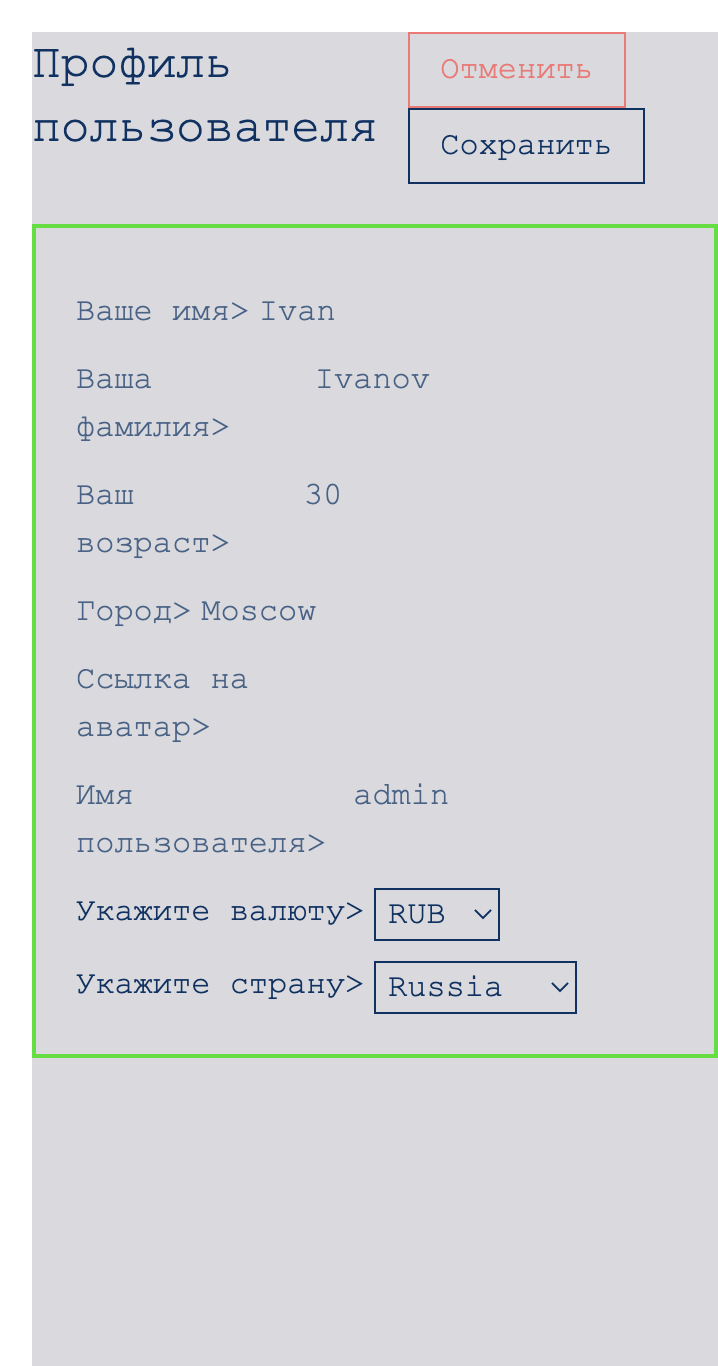 Профиль
пользователя
Отменить
Сохранить
Ваше имя> Ivan
Ваша Ivanov
фамилия>
Ваш 30
возраст>
Город> Moscow
Ссылка на
аватар>
Имя admin
пользователя>
Укажите валюту> RUB
Укажите страну> Russia